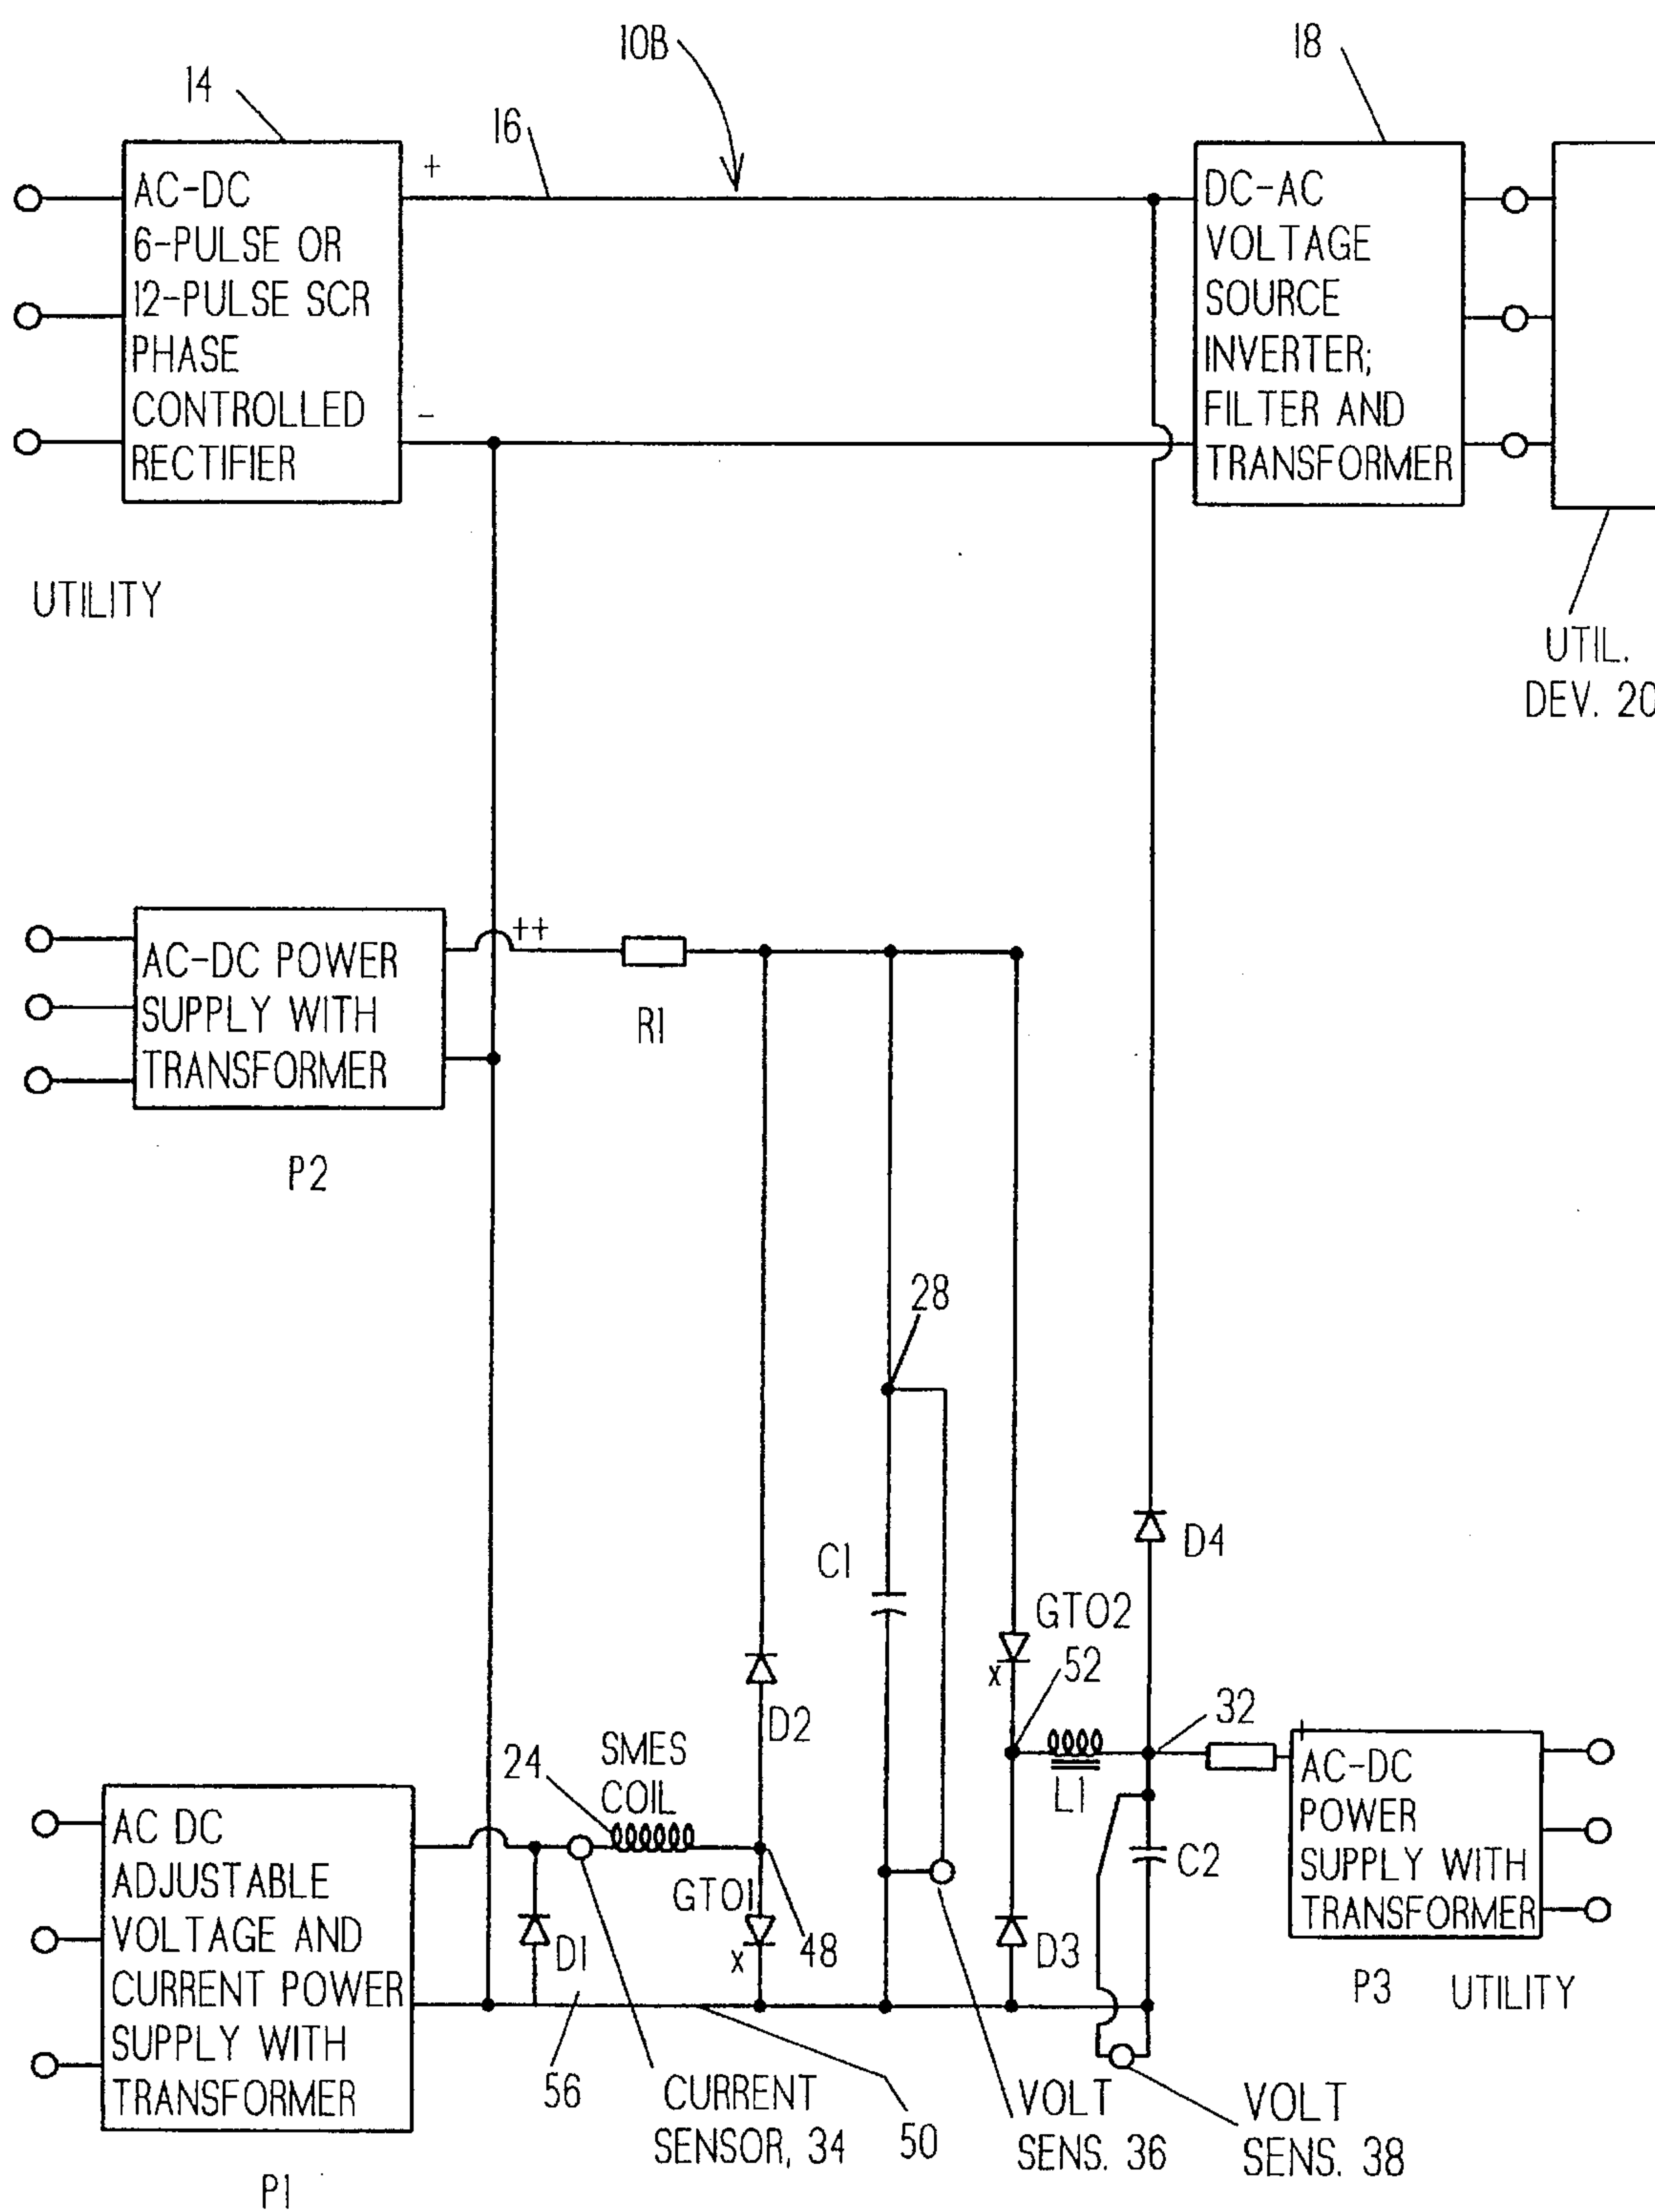 10B
18
14
16
+
AC-DC
6-PULSE OR
12-PULSE SCR
PHASE
CONTROLLED
RECTIFIER
-
DC-AC
VOLTAGE
SOURCE
INVERTER;
FILTER AND
TRANSFORMER
UTILITY
UTIL.
DEV. 20
++
AC-DC POWER
SUPPLY WITH
TRANSFORMER
R1
P2
28
C1
D4
GTO2
x
52
D2
32
24
SMES
COIL
L1
AC-DC
POWER
SUPPLY WITH
TRANSFORMER
AC DC
ADJUSTABLE
VOLTAGE AND
CURRENT POWER
SUPPLY WITH
TRANSFORMER
C2
GTO1
x
D1
48
D3
P3
UTILITY
56
CURRENT
SENSOR, 34
50
VOLT
SENS. 36
VOLT
SENS. 38
P1